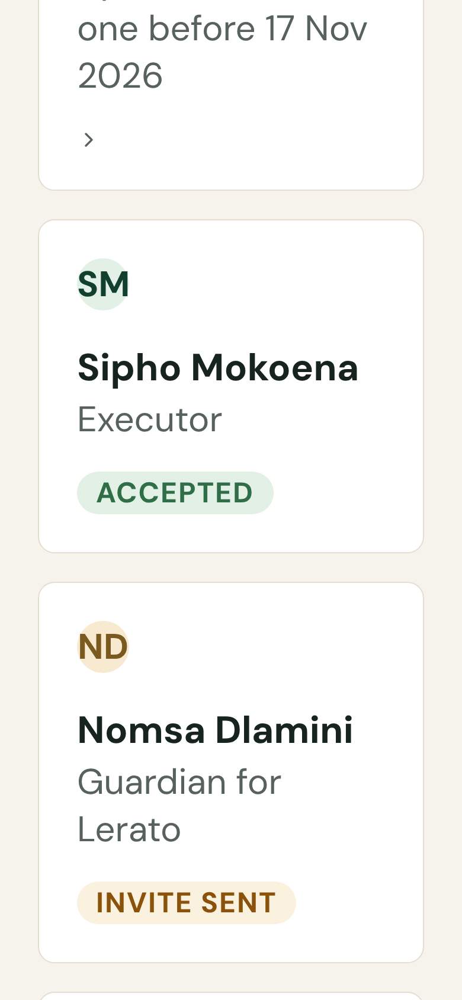 one before 17 Nov
2026
SM
Sipho Mokoena
Executor
ACCEPTED
ND
Nomsa Dlamini
Guardian for
Lerato
INVITE SENT